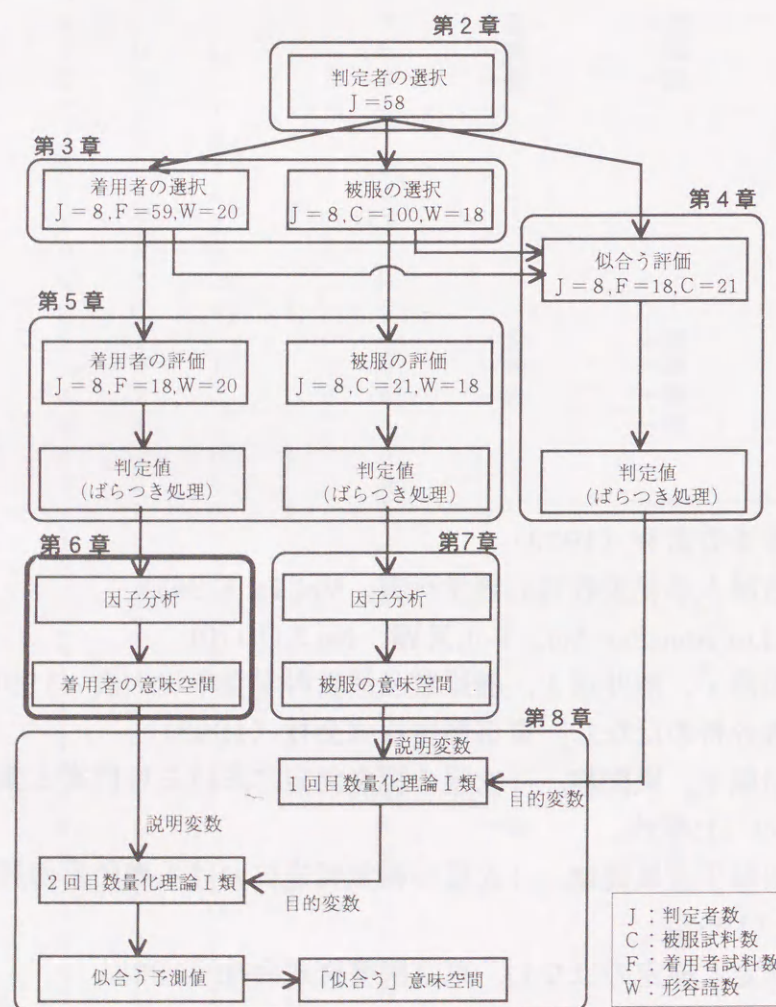 第2章
判定者の選択
J＝58
第3章
着用者の選択
J＝8,F＝59,W＝20
被服の選択
J＝8,C＝100,W＝18
第4章
似合う評価
J＝8,F＝18,C＝21
判定値
(ばらつき処理)
第5章
着用者の評価
J＝8,F＝18,W＝20
被服の評価
J＝8,C＝21,W＝18
判定値
(ばらつき処理)
判定値
(ばらつき処理)
第6章
因子分析
着用者の意味空間
第7章
因子分析
被服の意味空間
第8章
説明変数
1回目数量化理論Ⅰ類
目的変数
説明変数
2回目数量化理論Ⅰ類
目的変数
似合う予測値
「似合う」意味空間
J：判定者数
C：被服試料数
F：着用者試料数
W：形容語数